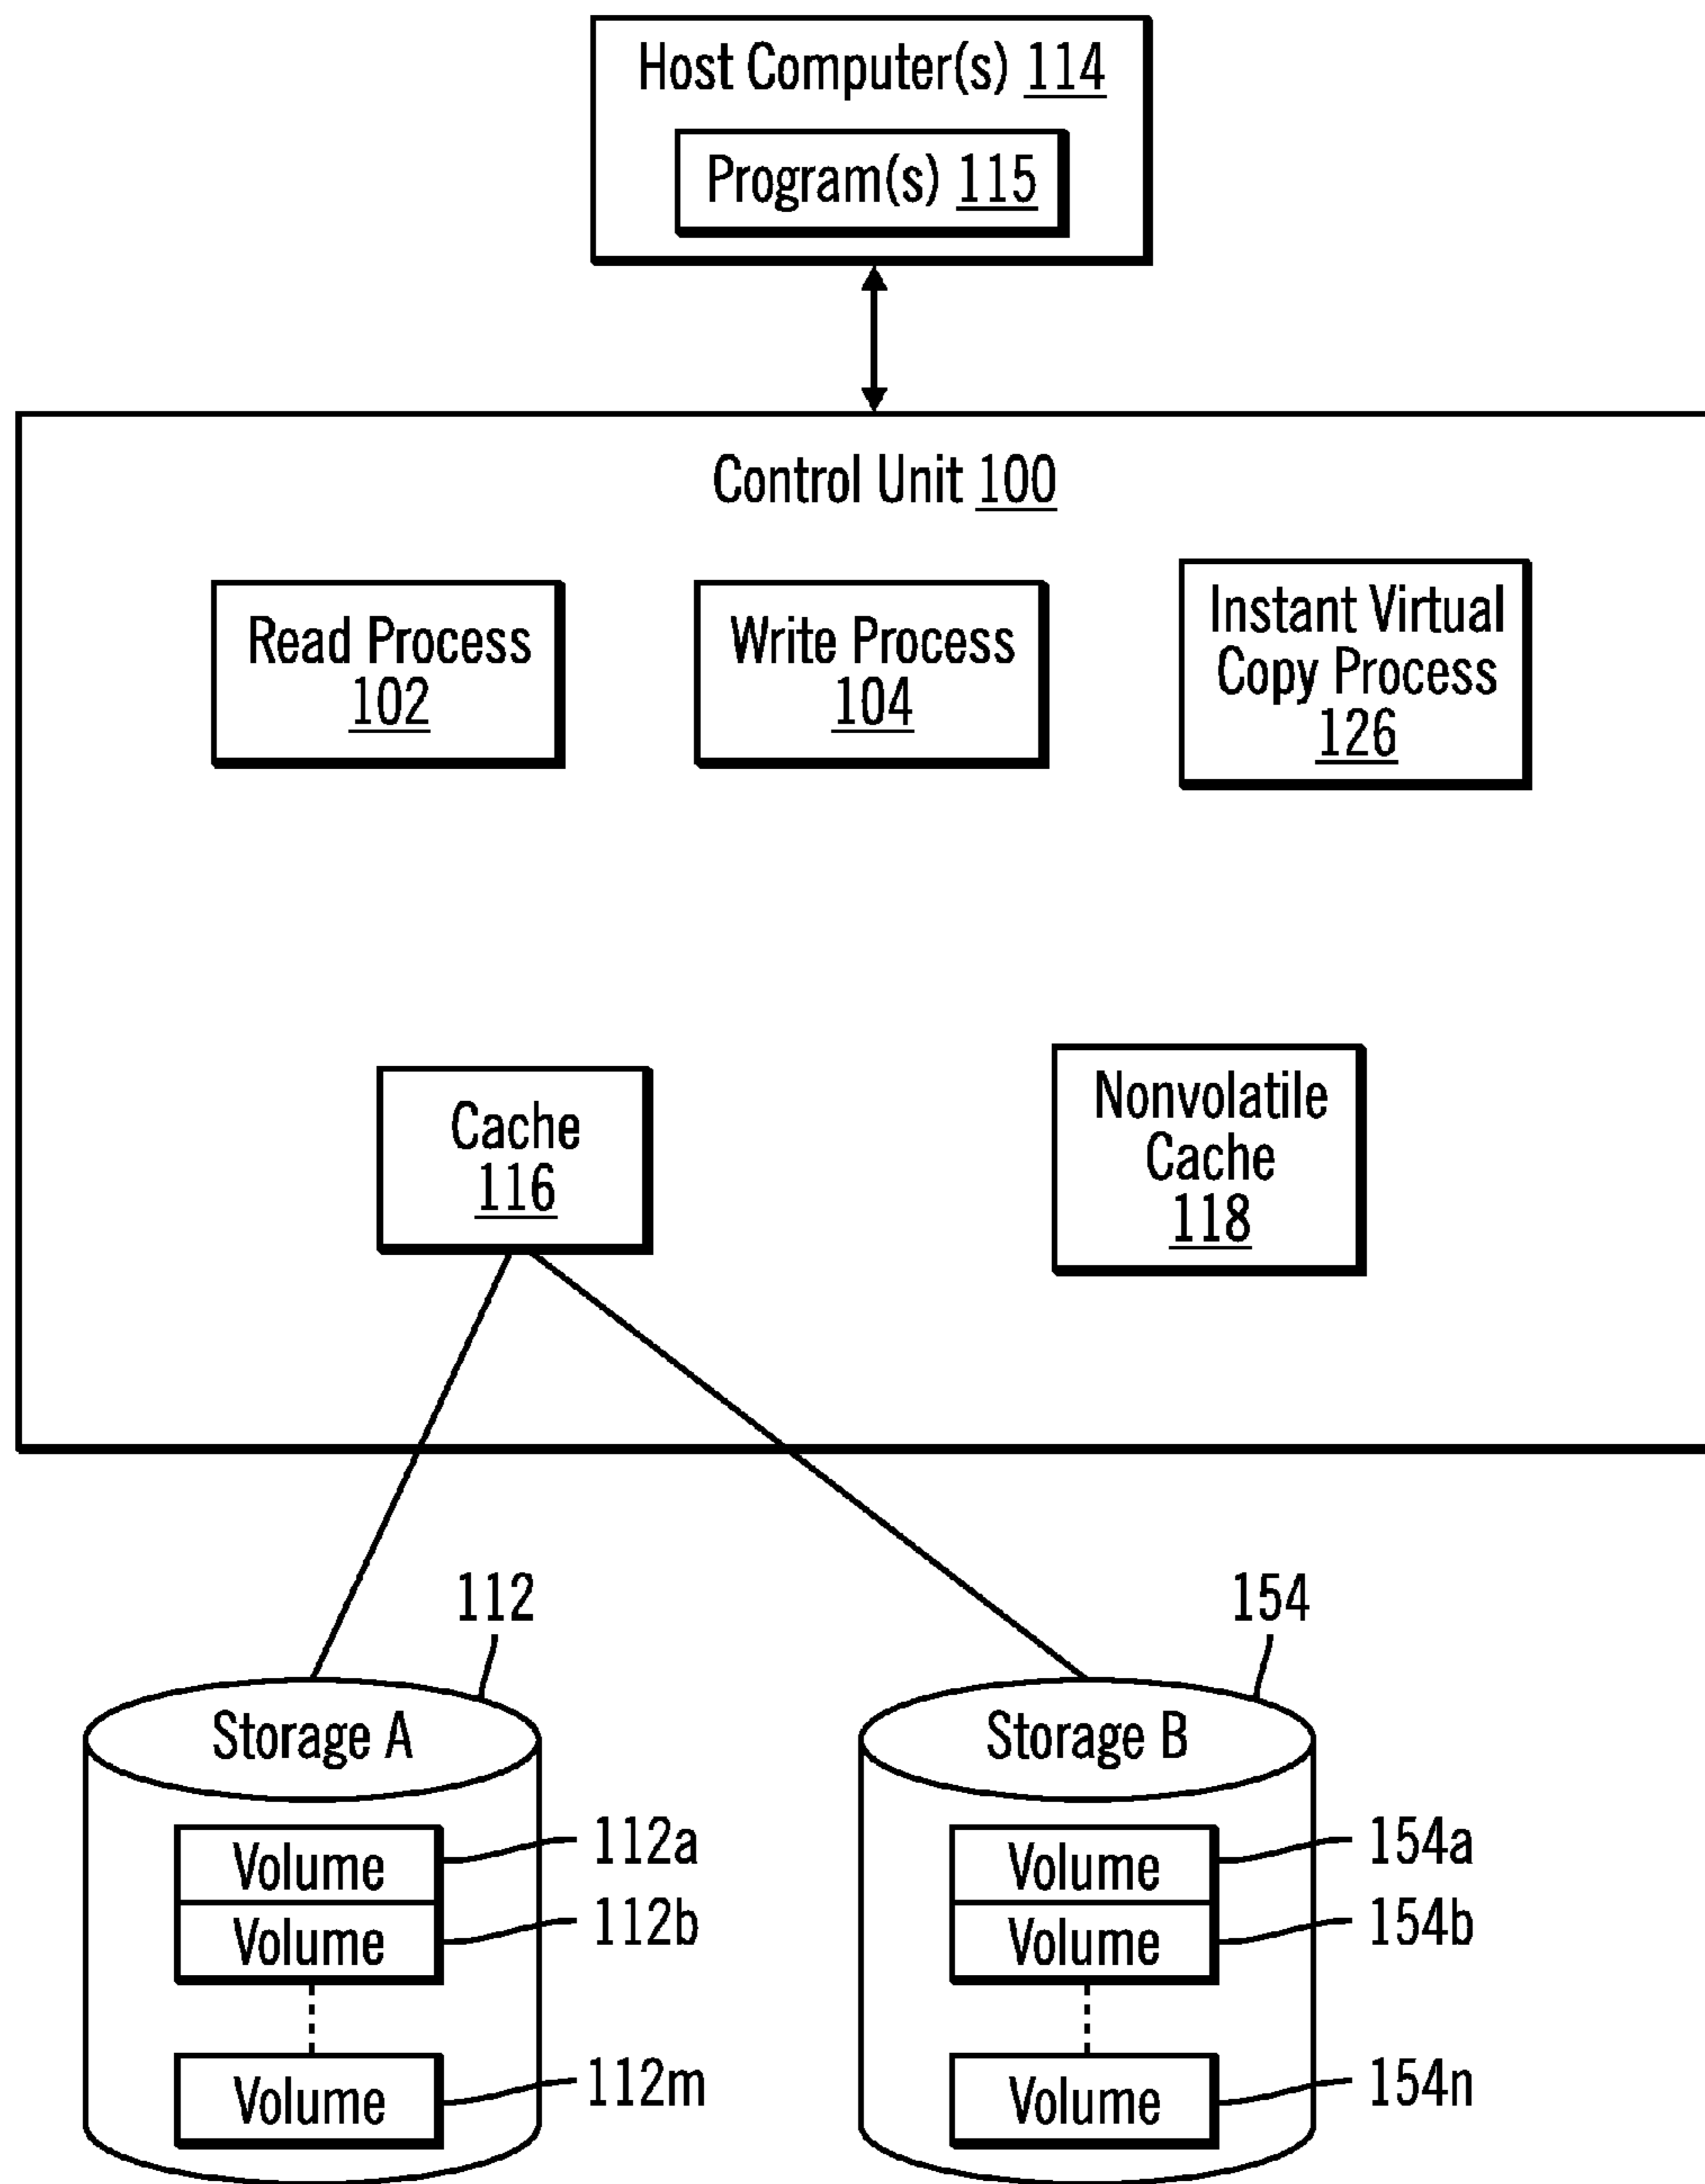 Host Computer(s) 114
Program(s) 115
Control Unit 100
Read Process
102
Write Process
104
Instant Virtual
Copy Process
126
Cache
116
Nonvolatile
Cache
118
112
154
Storage A
Storage B
Volume
112a
Volume
112b
Volume
112m
Volume
154a
Volume
154b
Volume
154n